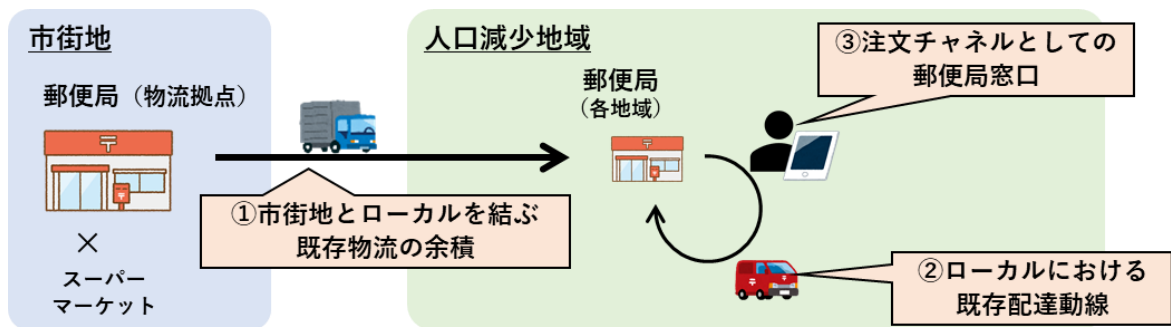 市街地
郵便局（物流拠点）
×
スーパー
マーケット
①市街地とローカルを結ぶ
既存物流の余積
人口減少地域
郵便局
（各地域）
③注文チャネルとしての
郵便局窓口
②ローカルにおける
既存配達動線